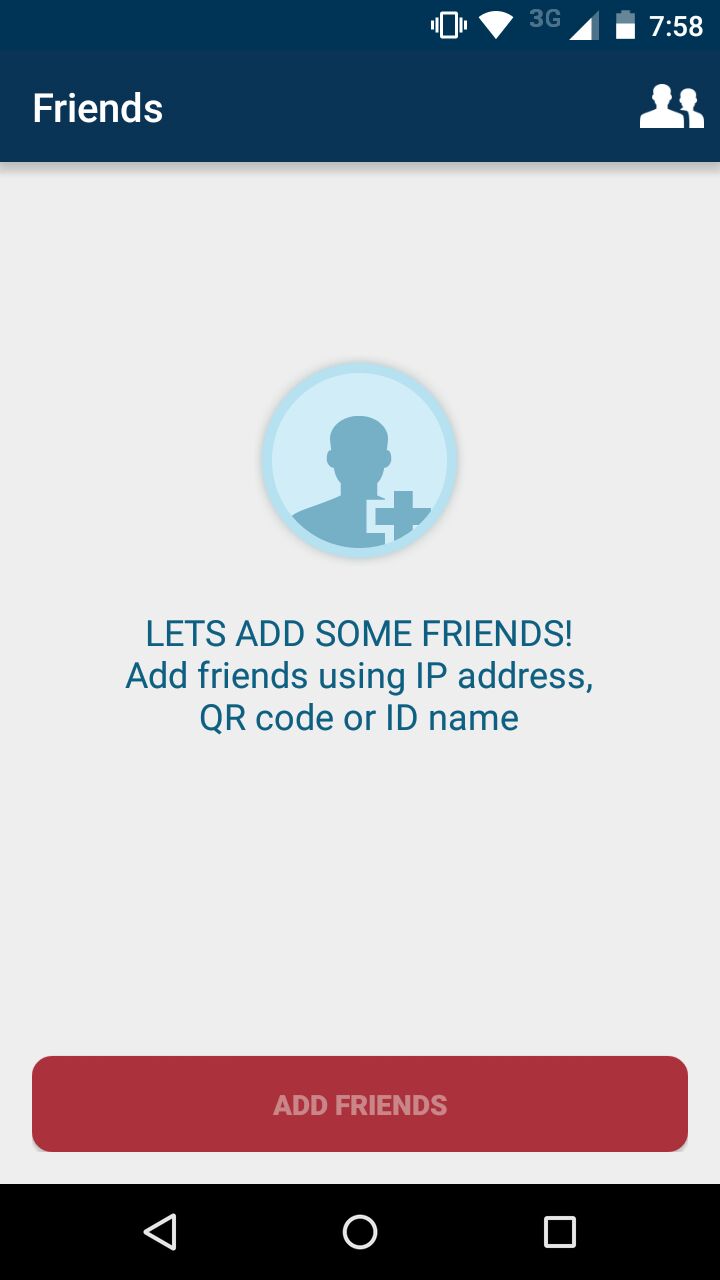 3G 7:58
Friends
LETS ADD SOME FRIENDS!
Add friends using IP address,
QR code or ID name
ADD FRIENDS